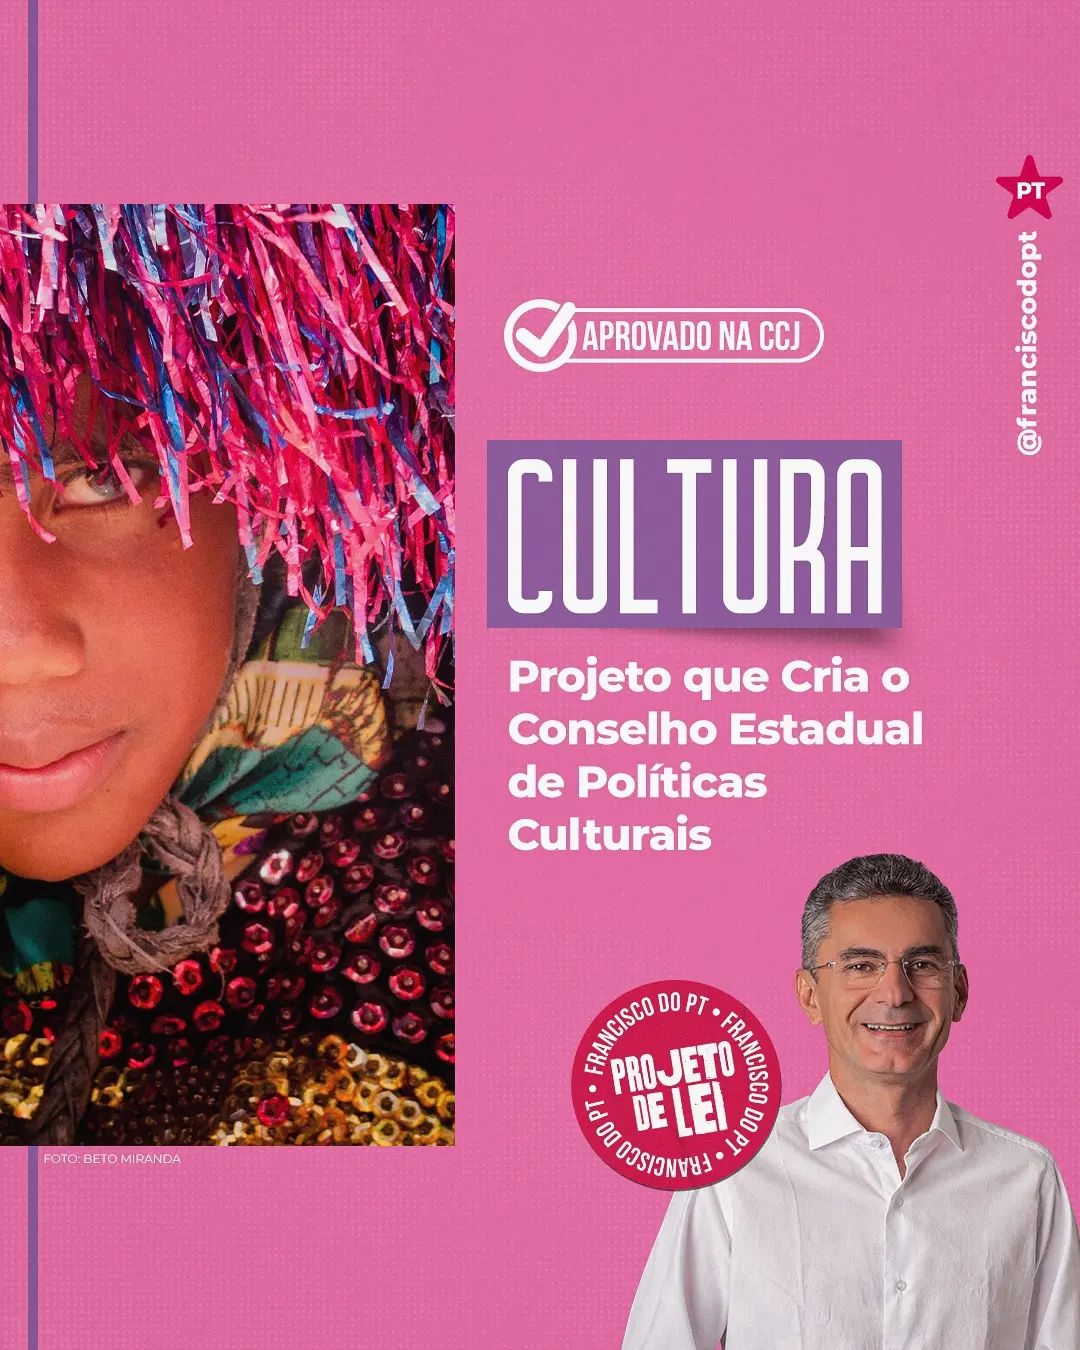 PT
@franciscodopt
APROVADO NA CCJ
CULTURA
Projeto que Cria o
Conselho Estadual
de Políticas
Culturais
FRANCISCO DO PT • FRANCISCO DO PT • FRANCISCO DO PT •
PROJETO
DE LEI
FOTO: BETO MIRANDA